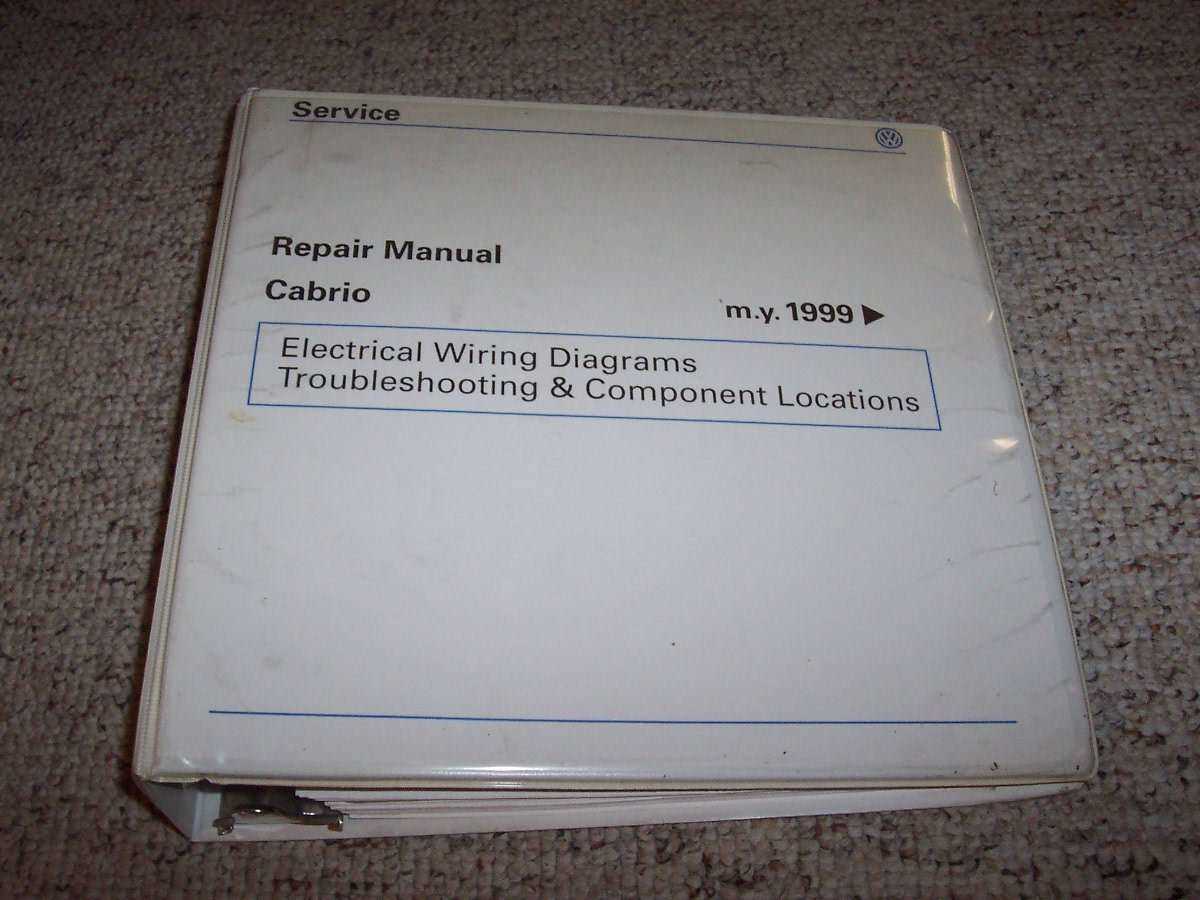 Service
Repair Manual
Cabrio
m.y. 1999 ▶
Electrical Wiring Diagrams
Troubleshooting & Component Locations